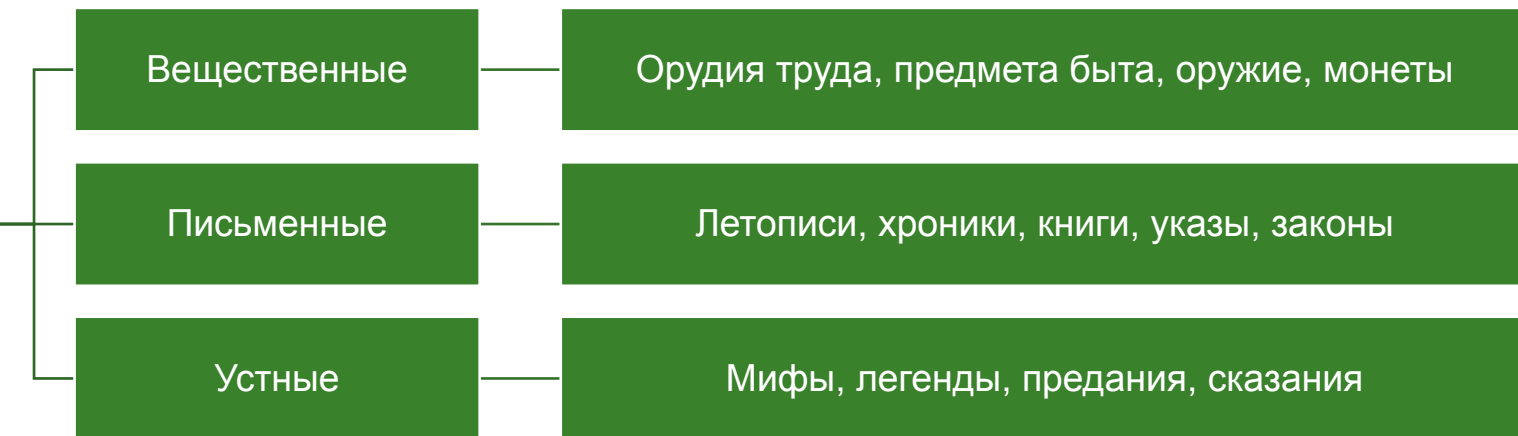 Вещественные
Орудия труда, предмета быта, оружие, монеты
Письменные
Летописи, хроники, книги, указы, законы
Устные
Мифы, легенды, предания, сказания